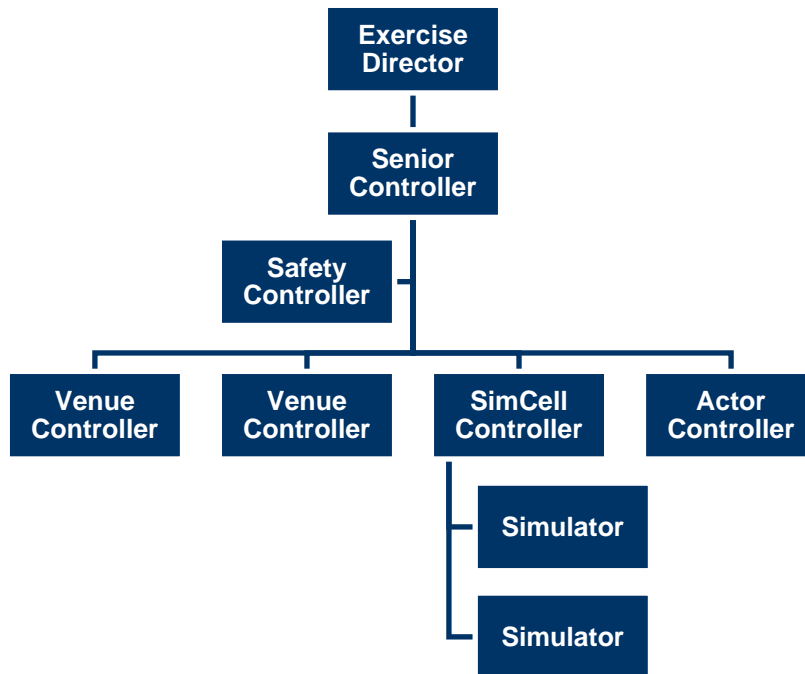 Exercise
Director
Senior
Controller
Safety
Controller
Venue
Controller
Venue
Controller
SimCell
Controller
Actor
Controller
Simulator
Simulator